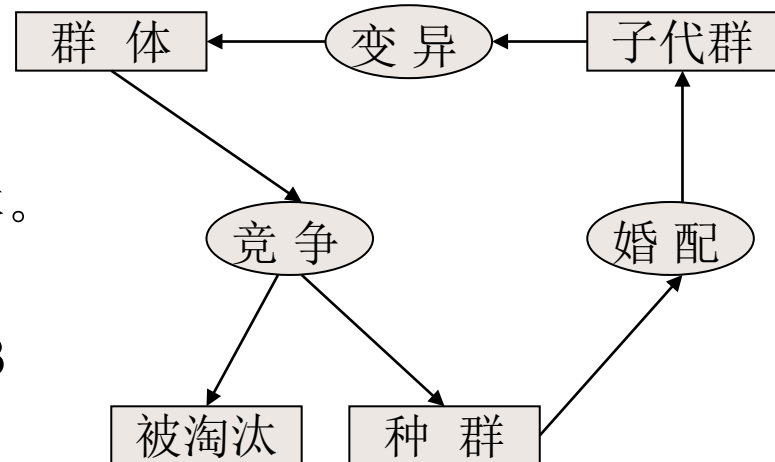 群 体
变 异
子代群
。
竞 争
婚 配
被淘汰
种 群